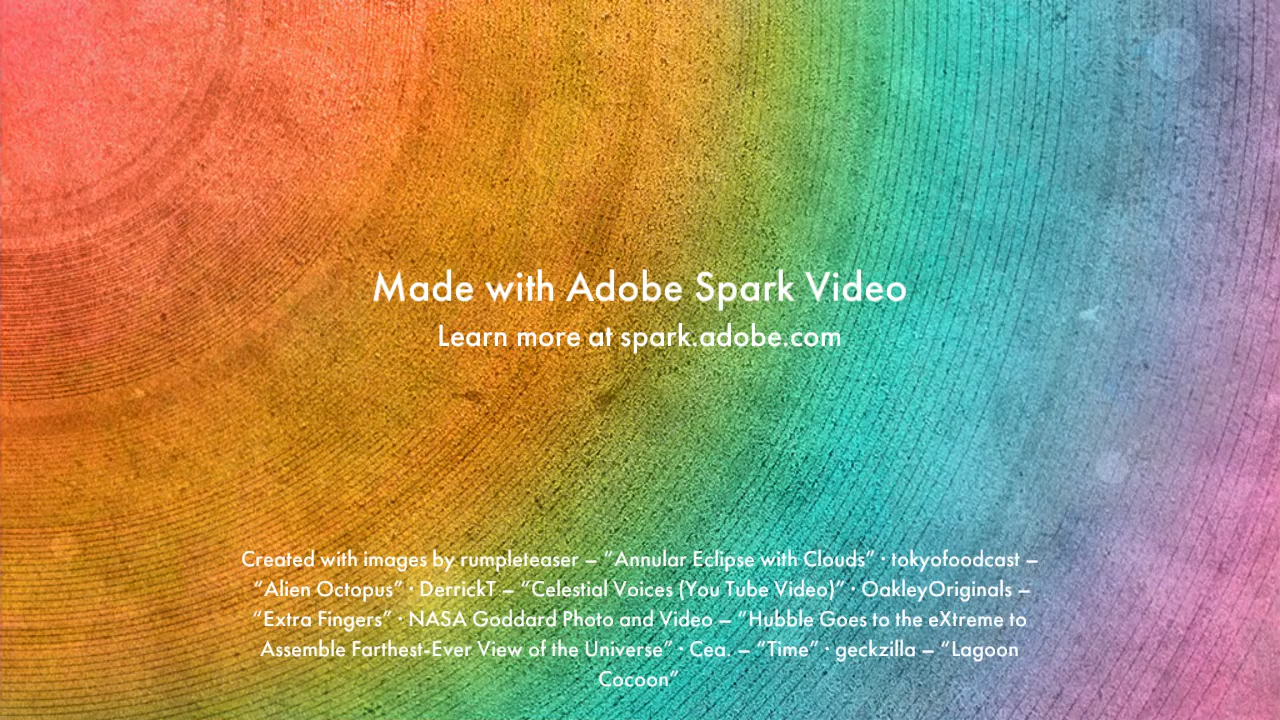 Made with Adobe Spark Video
Learn more at spark.adobe.com
Created with images by rumpleteaser – “Annular Eclipse with Clouds” · tokyofoodcast –
“Alien Octopus” · DerrickT – “Celestial Voices (You Tube Video)” · OakleyOriginals –
“Extra Fingers” · NASA Goddard Photo and Video – “Hubble Goes to the eXtreme to
Assemble Farthest-Ever View of the Universe” · Cea. – “Time” · geckzilla – “Lagoon
Cocoon”